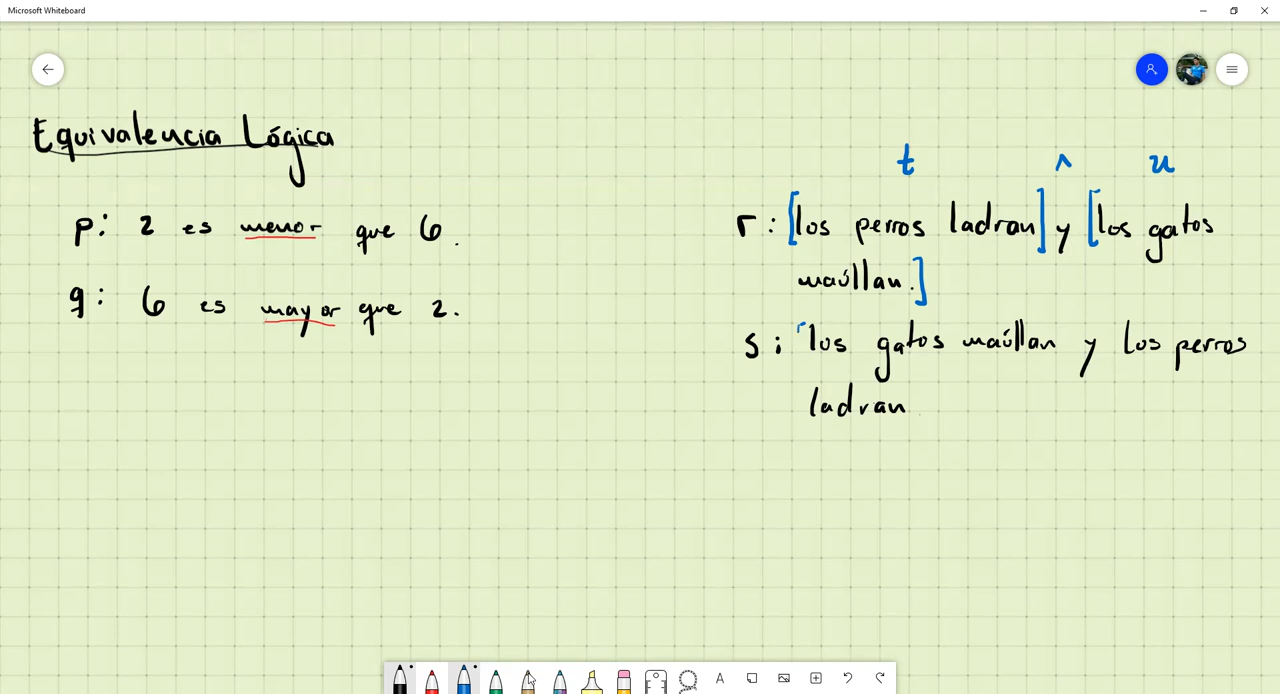 Microsoft Whiteboard
Equivalencia Lógica
p: 2 es menor que 6.
q: 6 es mayor que 2.
t ∧ u
r: [los perros ladran] y [los gatos
maúllan.]
s: los gatos maúllan y los perros
ladran
A